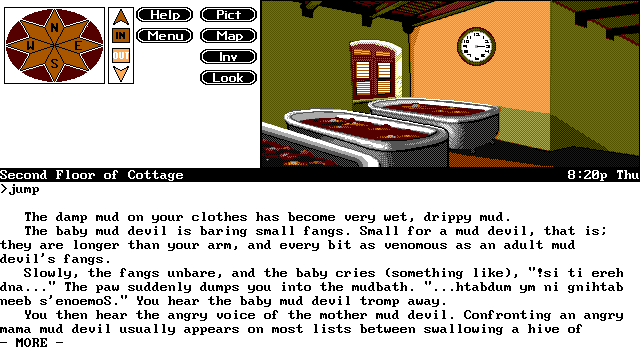 N
W E
S
IN
OUT
Help
Menu
Pict
Map
Inv
Look
Second Floor of Cottage 8:20p Thu
>jump
The damp mud on your clothes has become very wet, drippy mud.
The baby mud devil is baring small fangs. Small for a mud devil, that is;
they are longer than your arm, and every bit as venomous as an adult mud
devil's fangs.
Slowly, the fangs unbare, and the baby cries (something like), "!si ti ereh
dna..." The paw suddenly dumps you into the mudbath. "...htabdum ym ni gnihtab
neeb s'enoemoS." You hear the baby mud devil tromp away.
You then hear the angry voice of the mother mud devil. Confronting an angry
mama mud devil usually appears on most lists between swallowing a hive of
- MORE -